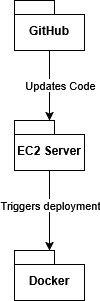 GitHub
Updates Code
EC2 Server
Triggers deployment
Docker